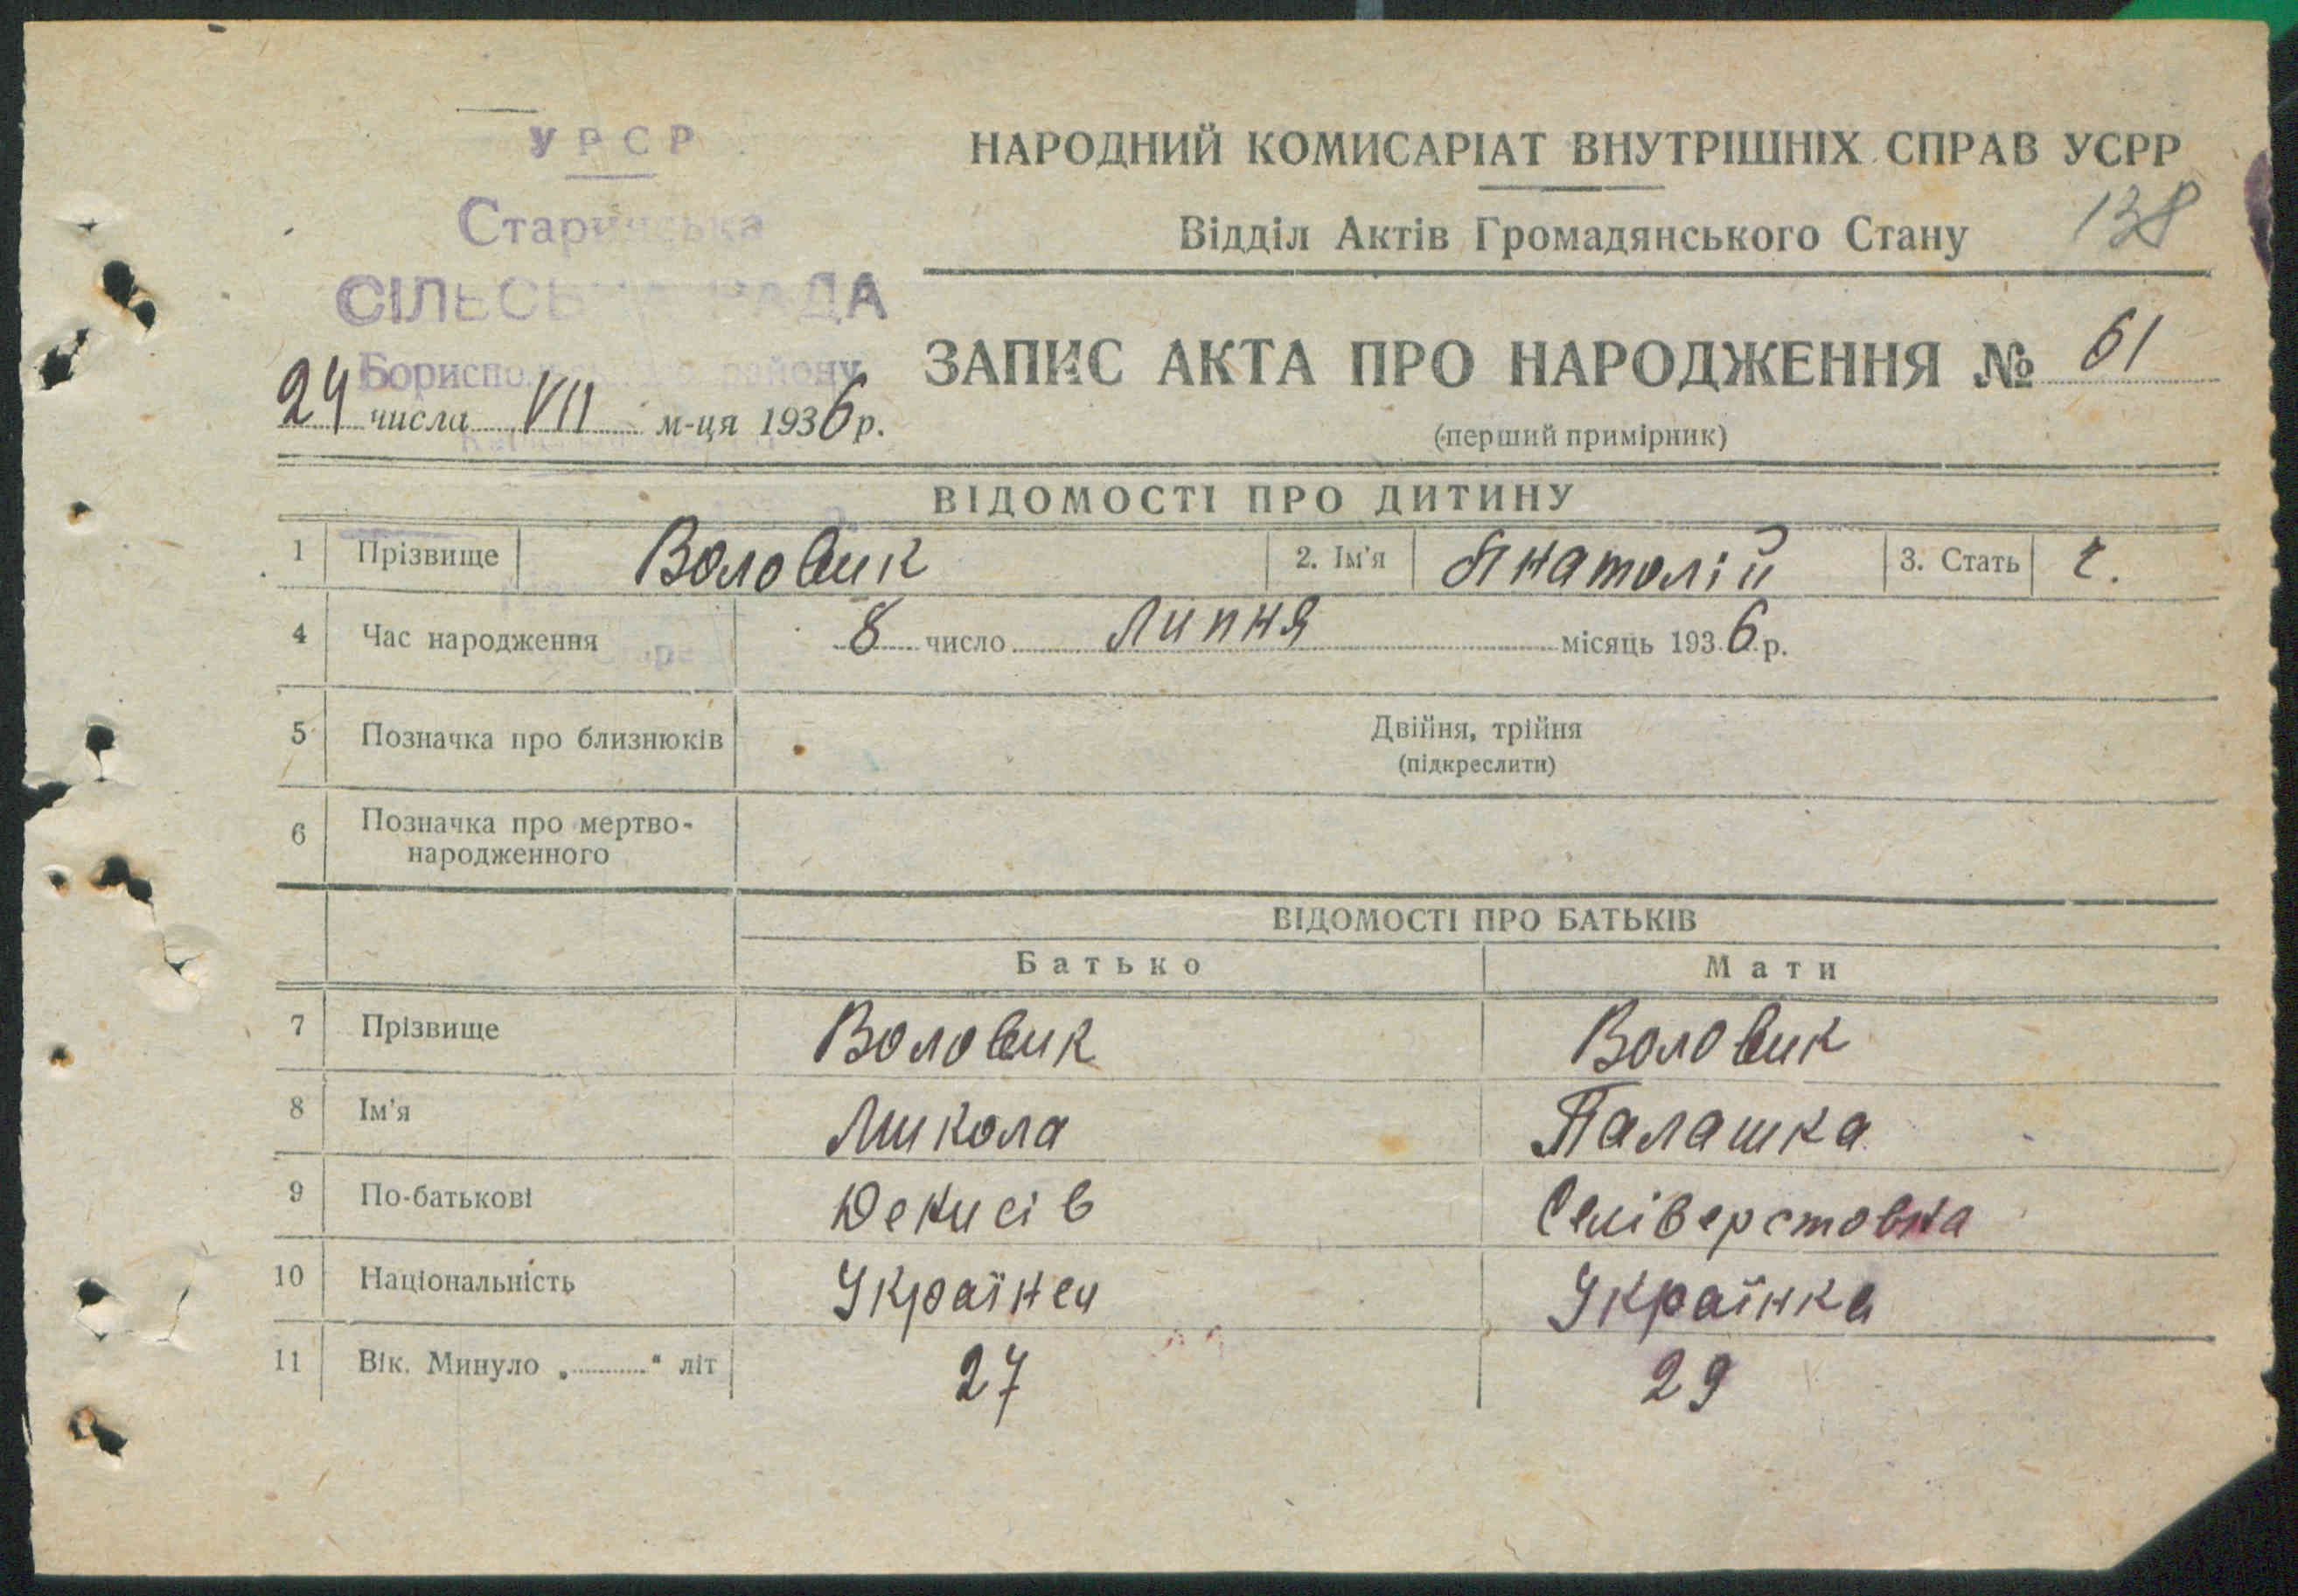 УРСР
Старинська
СІЛЬСЬКА РАДА
Бориспо району
НАРОДНИЙ КОМИСАРІАТ ВНУТРІШНІХ СПРАВ УСРР
Відділ Актів Громадянського Стану 138
ЗАПИС АКТА ПРО НАРОДЖЕННЯ № 61
(перший примірник)
24 числа VII м-ця 1936 р.
ВІДОМОСТІ ПРО ДИТИНУ
1 Прізвище Воловик 2. Ім'я Анатолій 3. Стать ч.
4 Час народження 8 число Липня місяць 1936 р.
5 Позначка про близнюків Двійня, трійня
(підкреслити)
6 Позначка про мертво-
народженного
ВІДОМОСТІ ПРО БАТЬКІВ
Батько Мати
7 Прізвище Воловик Воловик
8 Ім'я Микола Палашка
9 По-батькові Денисів Селіверстовна
10 Національність Українец Українка
11 Вік. Минуло „..........“ літ 27 29